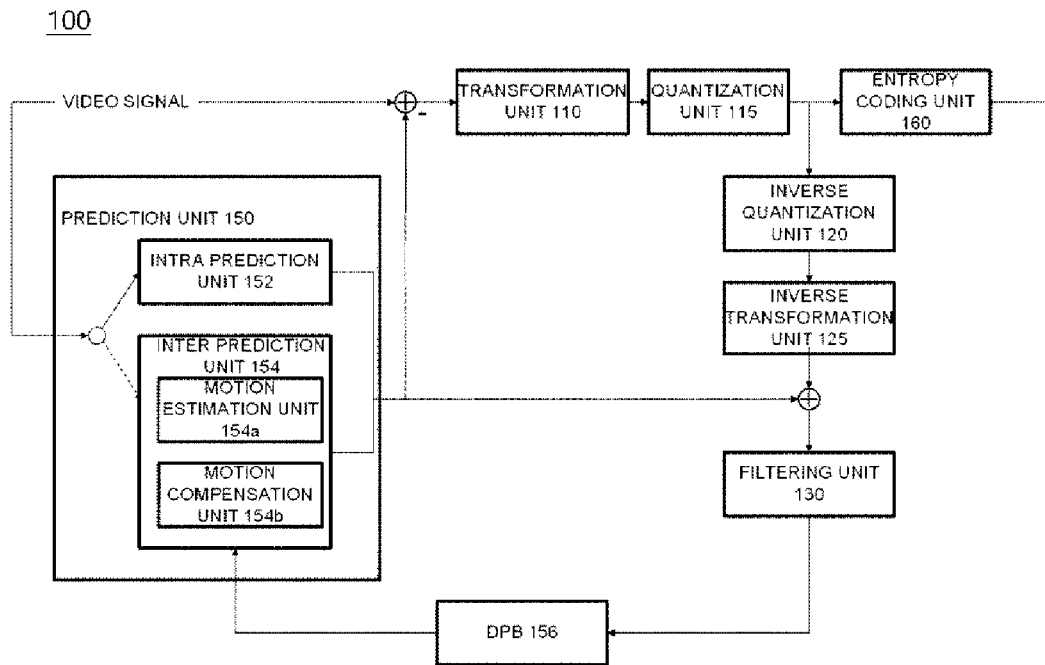 100
VIDEO SIGNAL
-
TRANSFORMATION
UNIT 110
QUANTIZATION
UNIT 115
ENTROPY
CODING UNIT
160
INVERSE
QUANTIZATION
UNIT 120
INVERSE
TRANSFORMATION
UNIT 125
PREDICTION UNIT 150
INTRA PREDICTION
UNIT 152
INTER PREDICTION
UNIT 154
MOTION
ESTIMATION UNIT
154a
MOTION
COMPENSATION
UNIT 154b
FILTERING UNIT
130
DPB 156